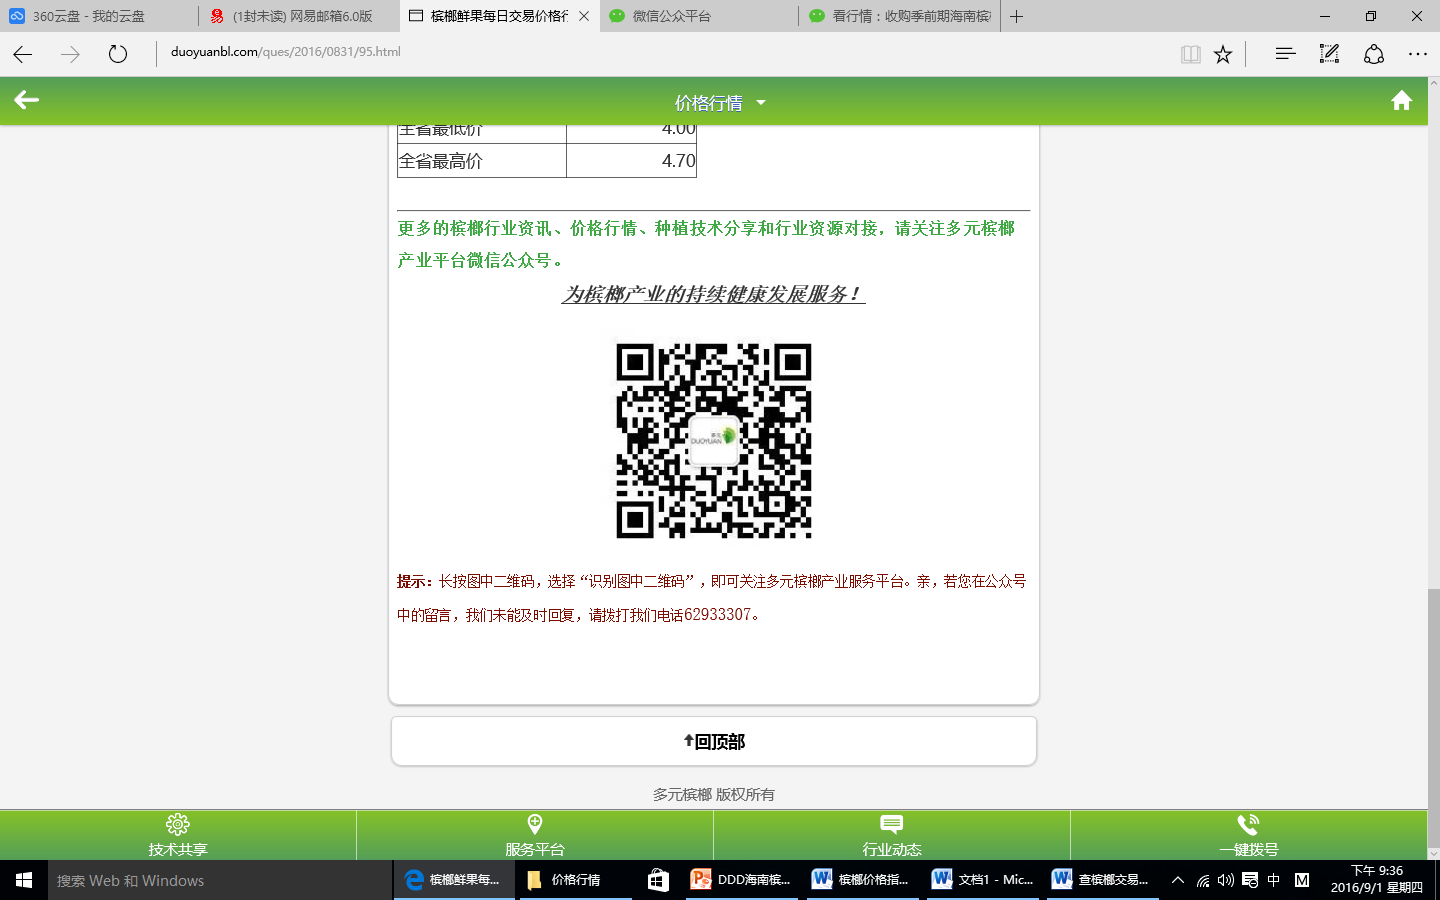 360云盘 - 我的云盘
(1封未读) 网易邮箱6.0版
槟榔鲜果每日交易价格行
微信公众平台
看行情：收购季前期海南槟
duoyuanbl.com/ques/2016/0831/95.html
价格行情
全省最低价 4.00
全省最高价 4.70
更多的槟榔行业资讯、价格行情、种植技术分享和行业资源对接，请关注多元槟榔
产业平台微信公众号。
为槟榔产业的持续健康发展服务！
多元
DUOYUAN
提示：长按图中二维码，选择“识别图中二维码”，即可关注多元槟榔产业服务平台。亲，若您在公众号
中的留言，我们未能及时回复，请拨打我们电话62933307。
回顶部
多元槟榔 版权所有
技术共享
服务平台
行业动态
一键拨号
搜索 Web 和 Windows
槟榔鲜果每...
价格行情
DDD海南槟...
槟榔价格指...
文档1 - Mic...
查槟榔交易...
中
M
下午 9:36
2016/9/1 星期四